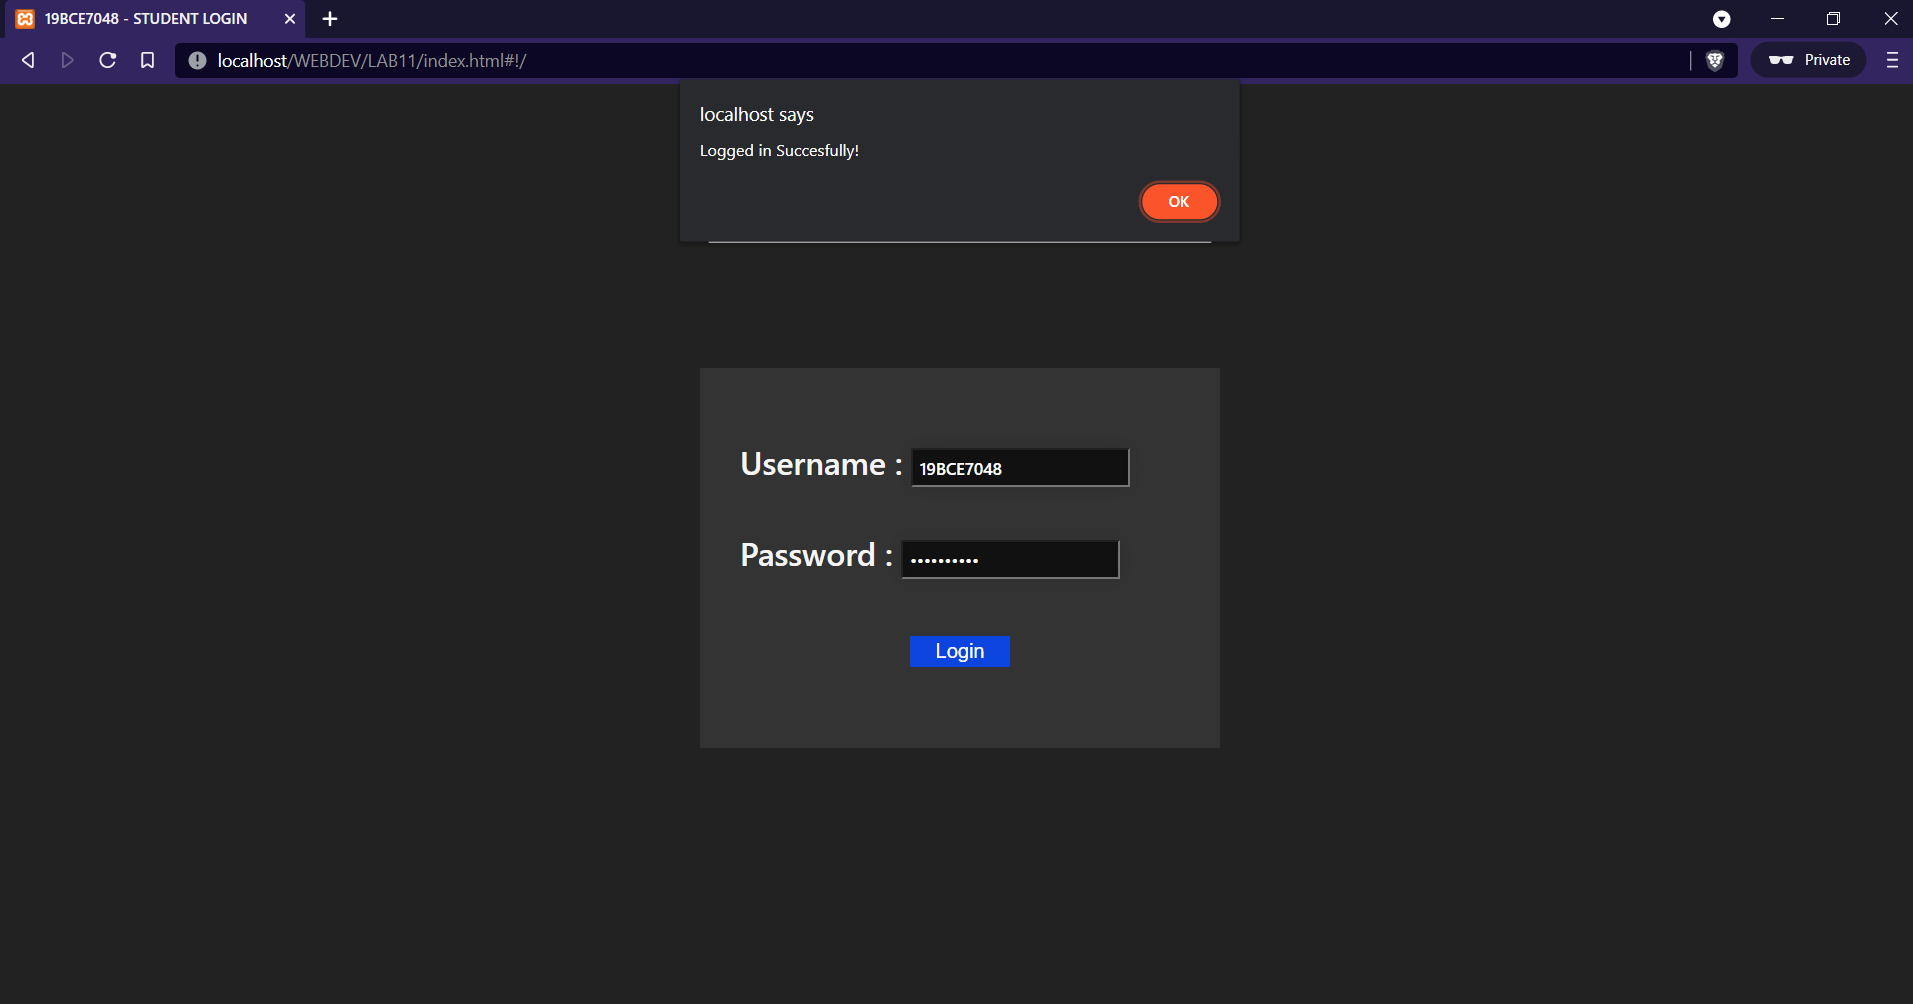 19BCE7048 - STUDENT LOGIN
localhost/WEBDEV/LAB11/index.html#!/
Private
localhost says
Logged in Succesfully!
OK
Username : 19BCE7048
Password : ••••••••••
Login